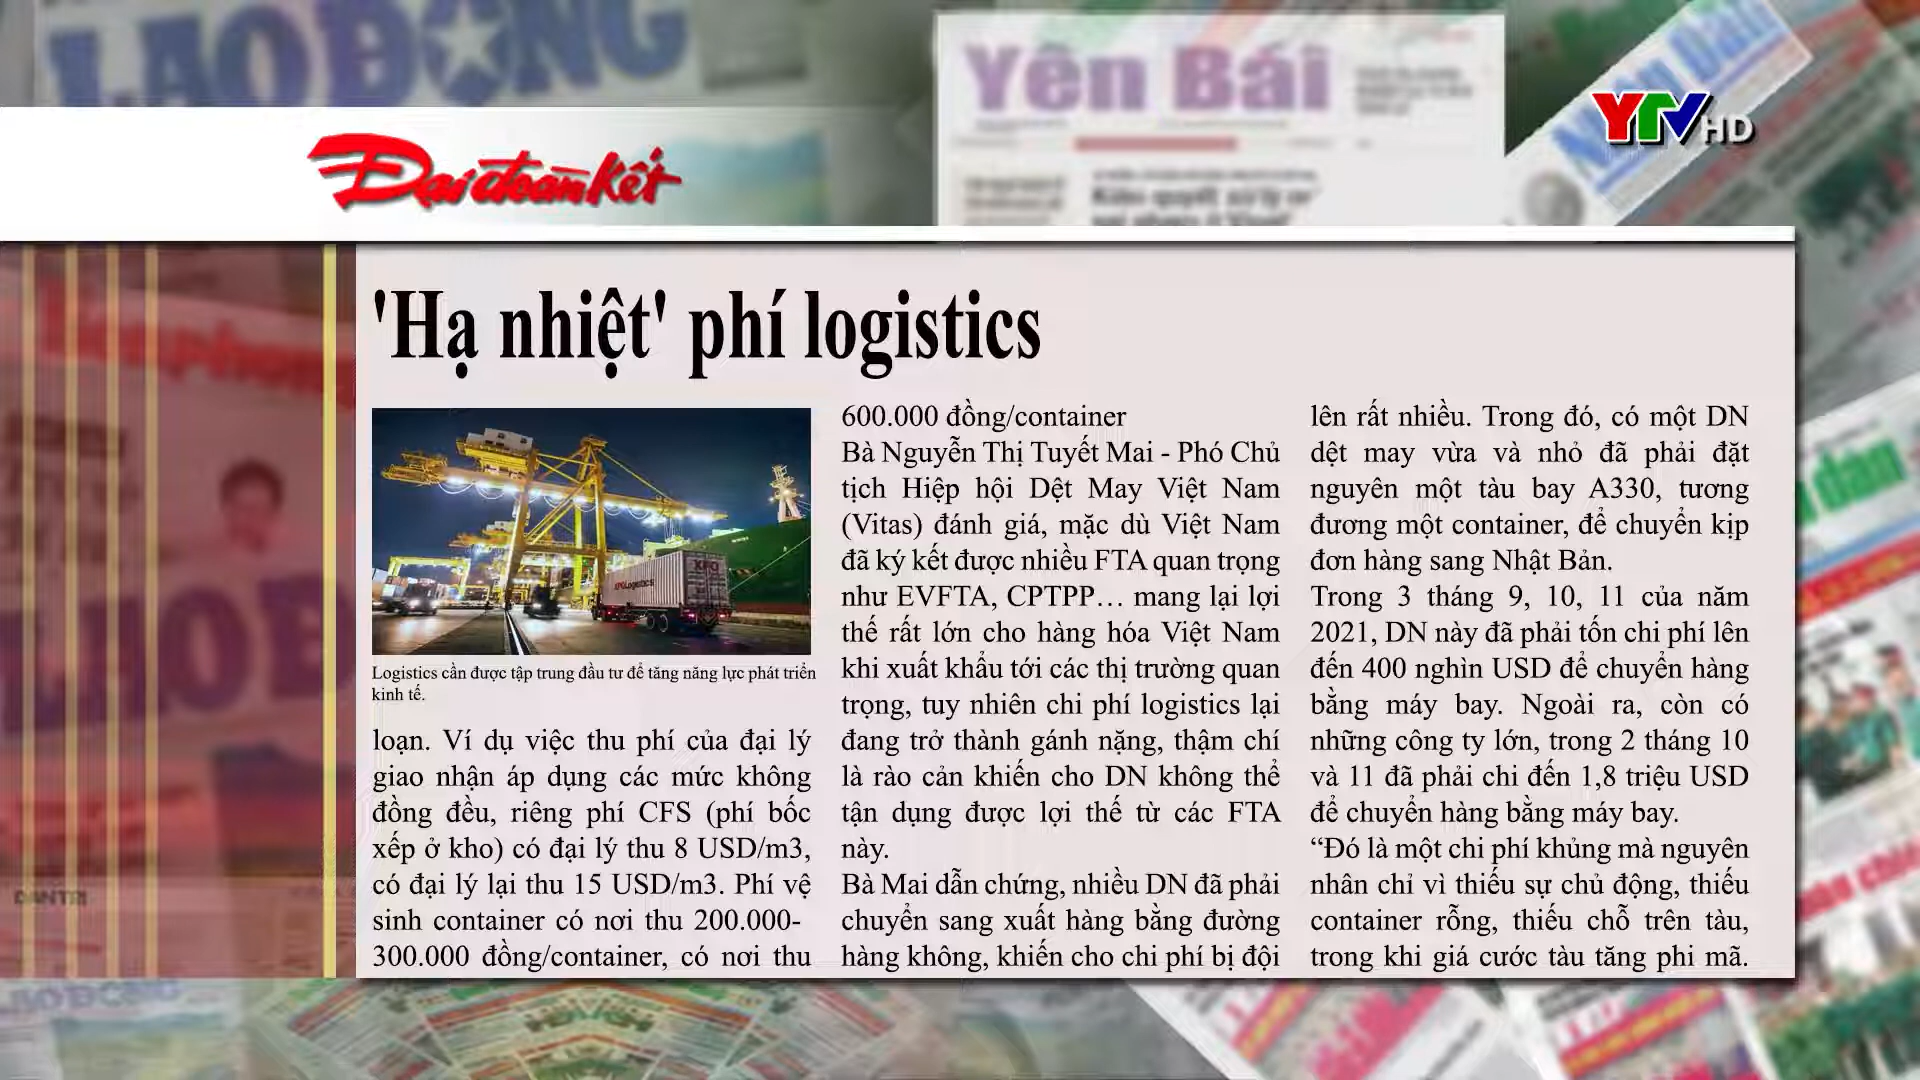 LAO ĐỘNG
Yên Bái
Nhân Dân
YTV HD
Đại đoàn kết
'Hạ nhiệt' phí logistics
Logistics cần được tập trung đầu tư để tăng năng lực phát triển
kinh tế.
loạn. Ví dụ việc thu phí của đại lý
giao nhận áp dụng các mức không
đồng đều, riêng phí CFS (phí bốc
xếp ở kho) có đại lý thu 8 USD/m3,
có đại lý lại thu 15 USD/m3. Phí vệ
sinh container có nơi thu 200.000-
300.000 đồng/container, có nơi thu
600.000 đồng/container
Bà Nguyễn Thị Tuyết Mai - Phó Chủ
tịch Hiệp hội Dệt May Việt Nam
(Vitas) đánh giá, mặc dù Việt Nam
đã ký kết được nhiều FTA quan trọng
như EVFTA, CPTPP… mang lại lợi
thế rất lớn cho hàng hóa Việt Nam
khi xuất khẩu tới các thị trường quan
trọng, tuy nhiên chi phí logistics lại
đang trở thành gánh nặng, thậm chí
là rào cản khiến cho DN không thể
tận dụng được lợi thế từ các FTA
này.
Bà Mai dẫn chứng, nhiều DN đã phải
chuyển sang xuất hàng bằng đường
hàng không, khiến cho chi phí bị đội
lên rất nhiều. Trong đó, có một DN
dệt may vừa và nhỏ đã phải đặt
nguyên một tàu bay A330, tương
đương một container, để chuyển kịp
đơn hàng sang Nhật Bản.
Trong 3 tháng 9, 10, 11 của năm
2021, DN này đã phải tốn chi phí lên
đến 400 nghìn USD để chuyển hàng
bằng máy bay. Ngoài ra, còn có
những công ty lớn, trong 2 tháng 10
và 11 đã phải chi đến 1,8 triệu USD
để chuyển hàng bằng máy bay.
“Đó là một chi phí khủng mà nguyên
nhân chỉ vì thiếu sự chủ động, thiếu
container rỗng, thiếu chỗ trên tàu,
trong khi giá cước tàu tăng phi mã.
LAO ĐỘNG
DANTRI